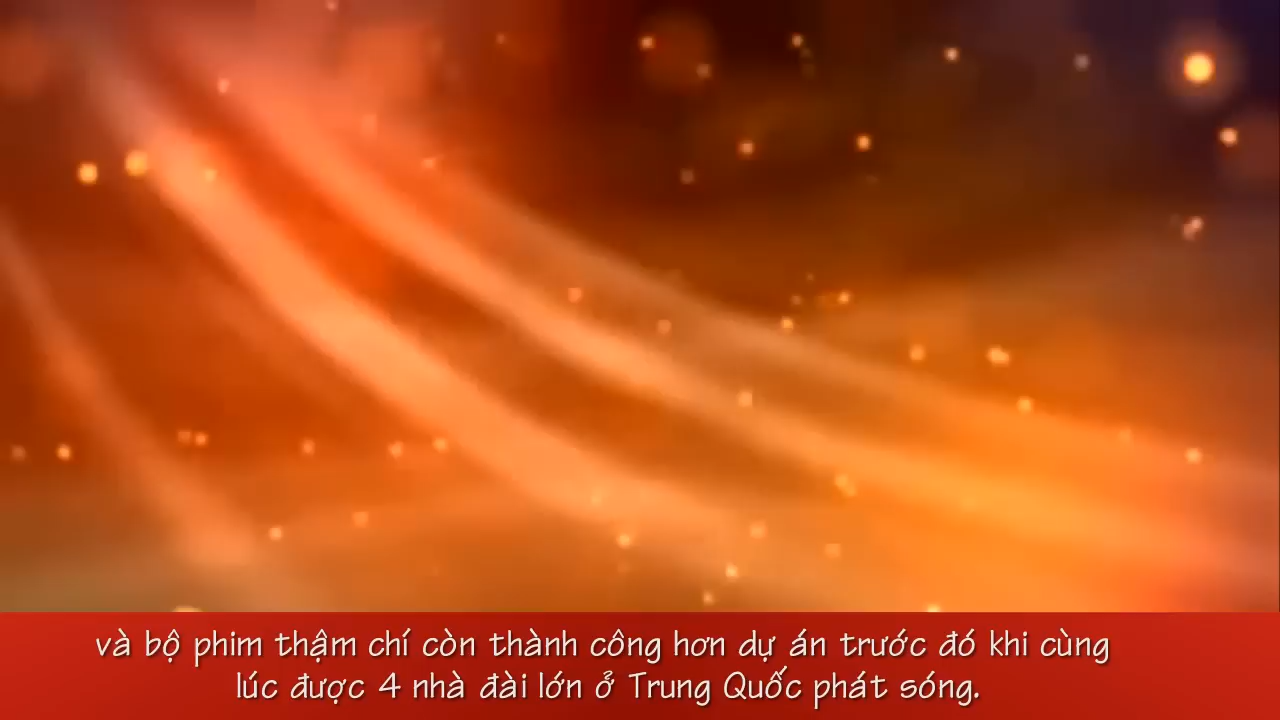 và bộ phim thậm chí còn thành công hơn dự án trước đó khi cùng
lúc được 4 nhà đài lớn ở Trung Quốc phát sóng.